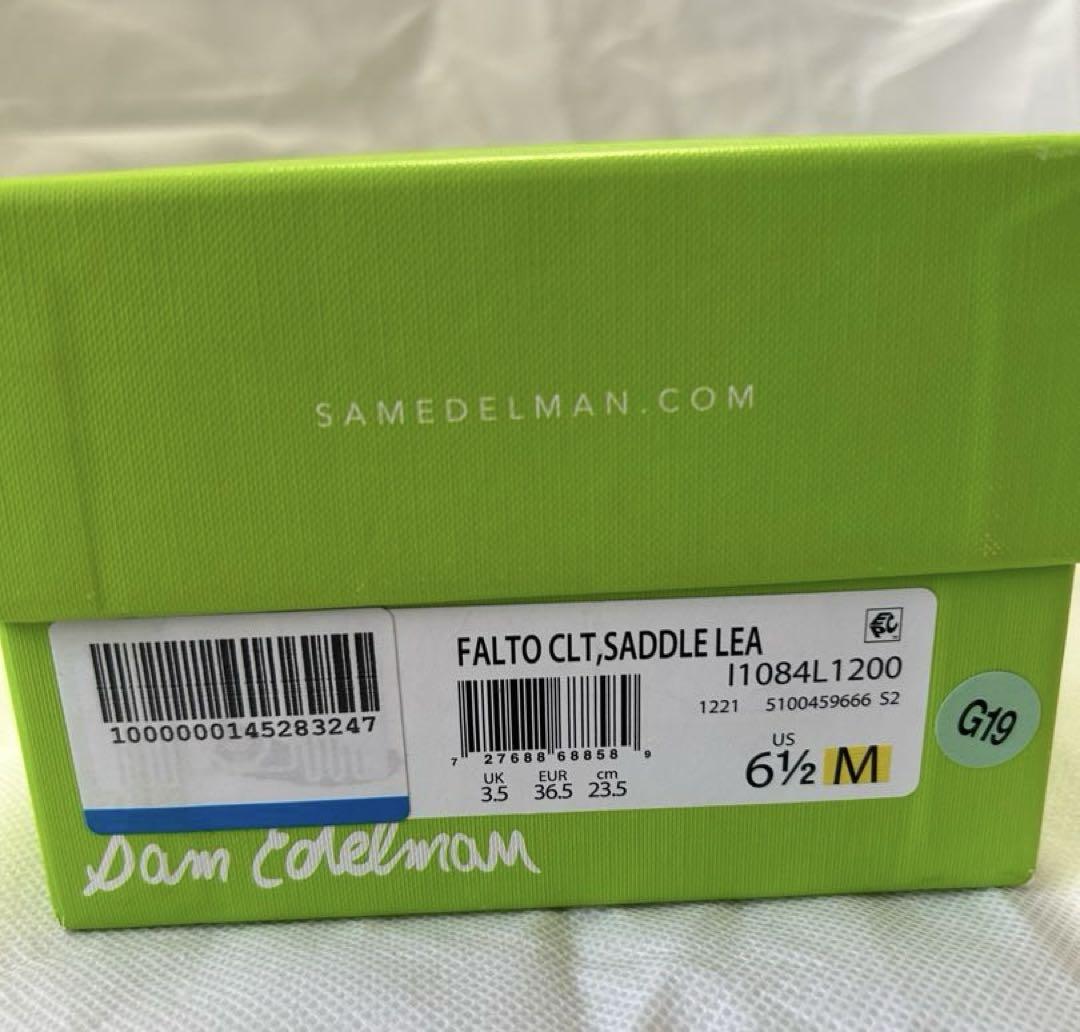 SAMEDELMAN.COM
1000000145283247
FALTO CLT,SADDLE LEA
I1084L1200
1221 5100459666 S2
7 27688 68858 9
UK EUR cm
3.5 36.5 23.5
US
6½ M
G19
Sam Edelman